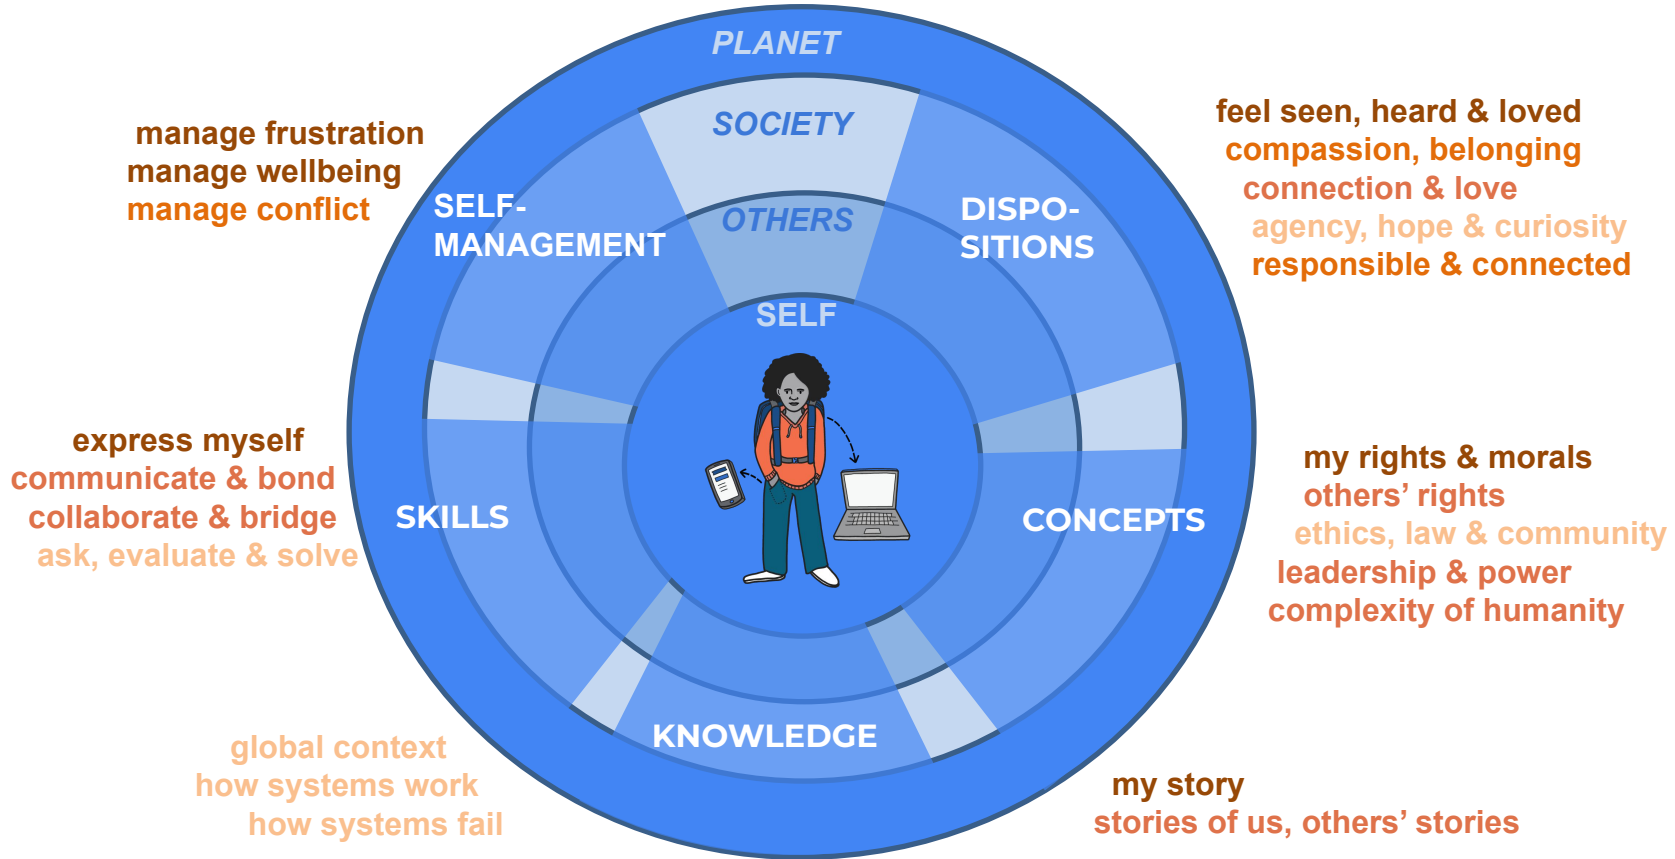 PLANET
SOCIETY
OTHERS
SELF
manage frustration
manage wellbeing
manage conflict
SELF-
MANAGEMENT
DISPO-
SITIONS
feel seen, heard & loved
compassion, belonging
connection & love
agency, hope & curiosity
responsible & connected
express myself
communicate & bond
collaborate & bridge
ask, evaluate & solve
SKILLS
CONCEPTS
my rights & morals
others’ rights
ethics, law & community
leadership & power
complexity of humanity
global context
how systems work
how systems fail
KNOWLEDGE
my story
stories of us, others’ stories